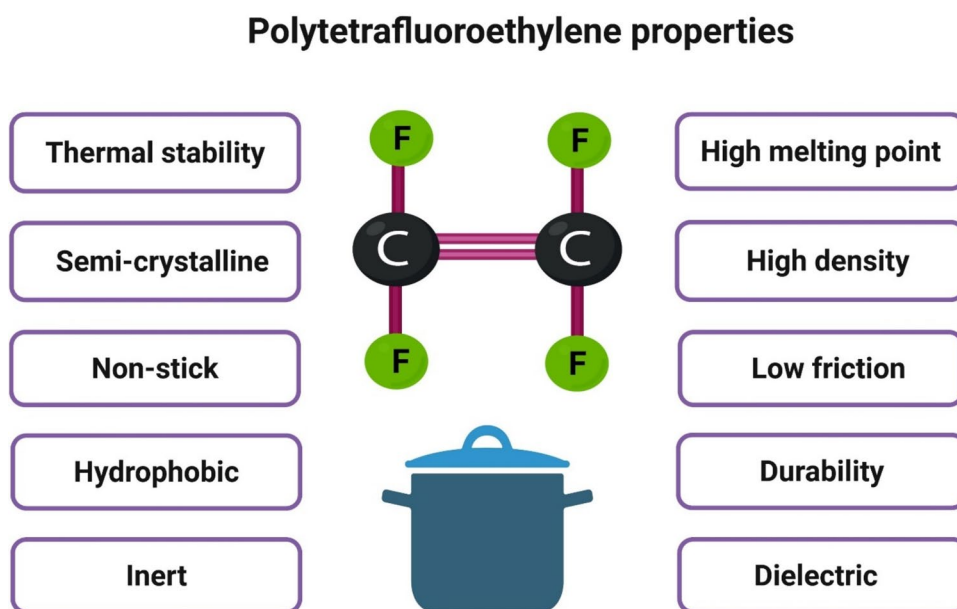 Polytetrafluoroethylene properties
Thermal stability
Semi-crystalline
Non-stick
Hydrophobic
Inert
F
F
C
C
F
F
High melting point
High density
Low friction
Durability
Dielectric